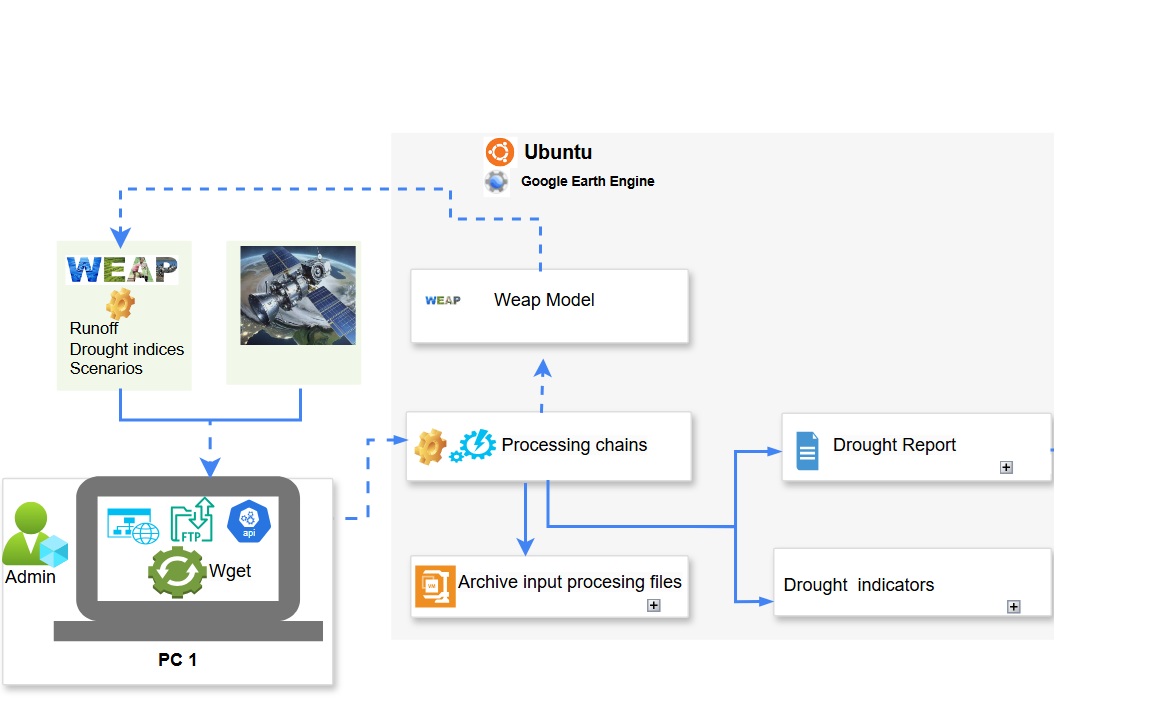 Ubuntu
Google Earth Engine
WEAP
Runoff
Drought indices
Scenarios
WEAP Weap Model
Processing chains
Drought Report
Admin
FTP
api
Wget
PC 1
VM
Archive input procesing files
Drought indicators